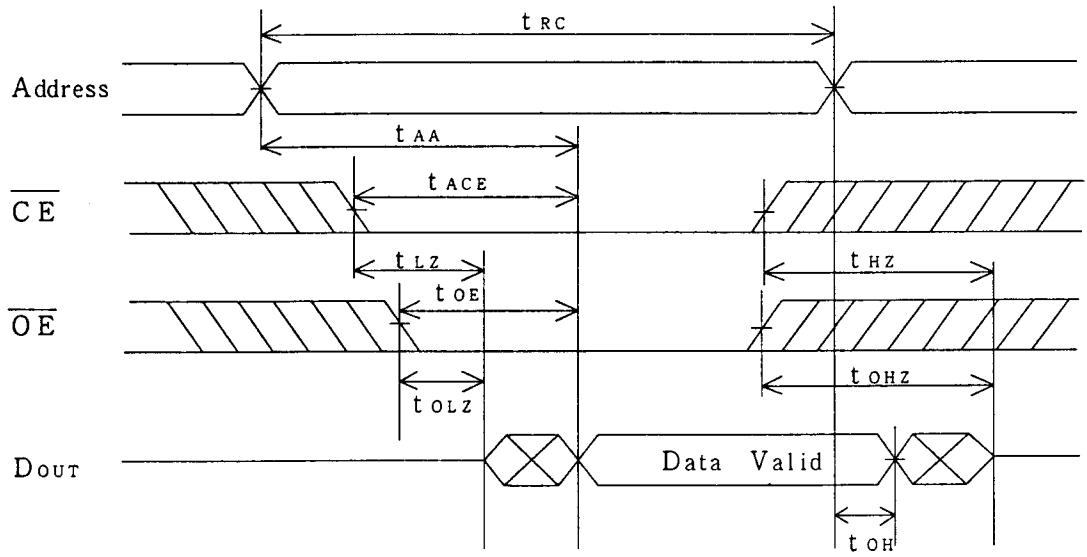 t RC
Address
t AA
t ACE
CE
t LZ
t HZ
t OE
OE
t OLZ
t OHZ
DOUT
Data Valid
t OH